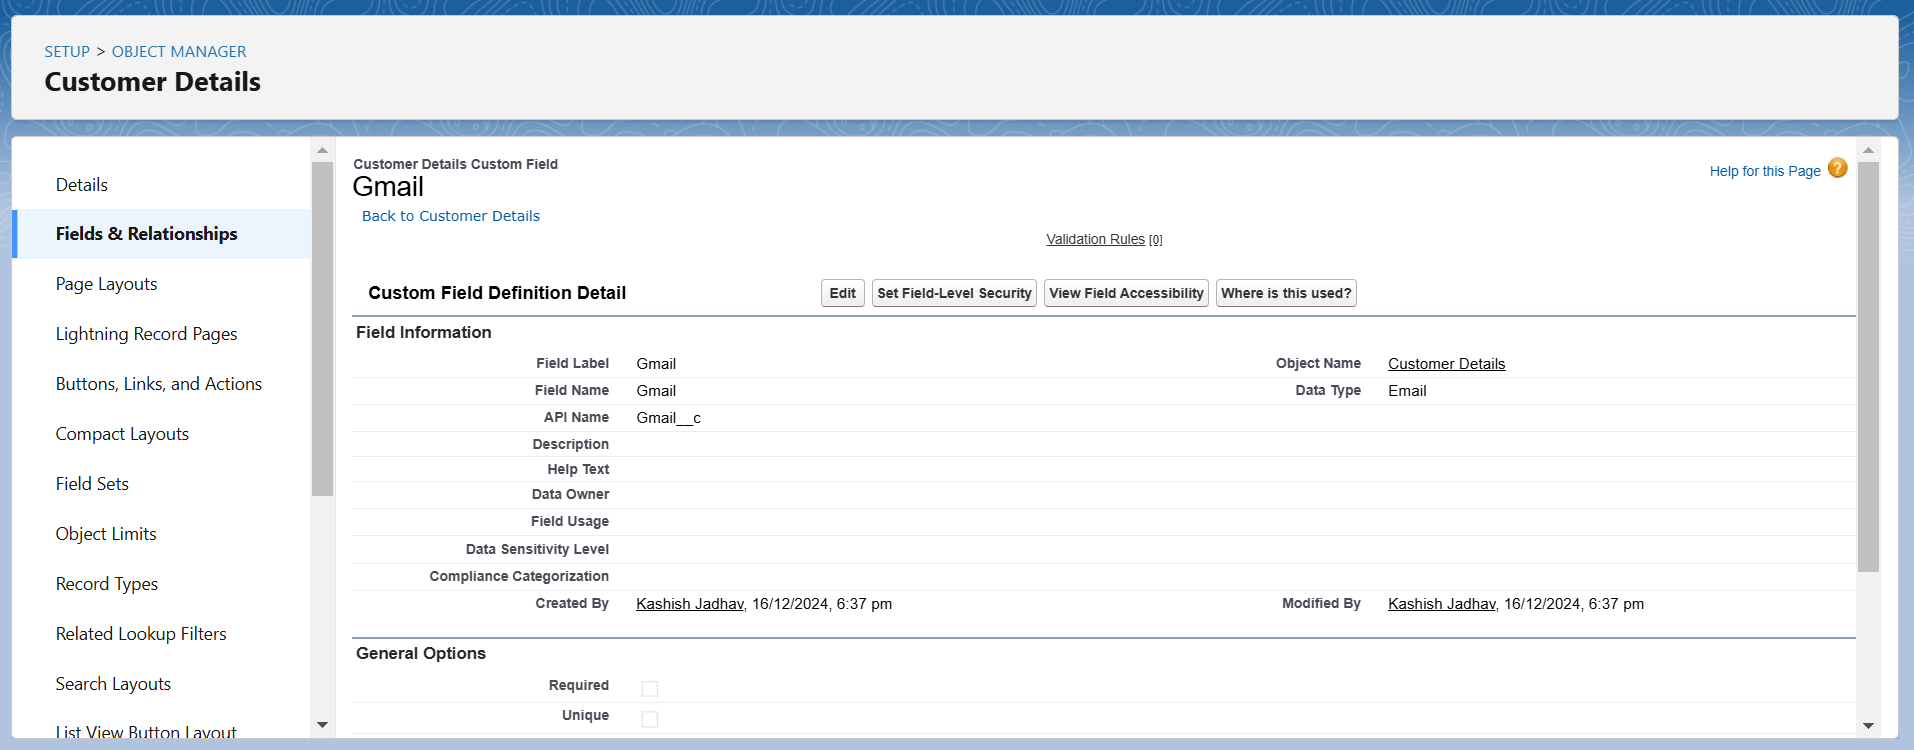 SETUP > OBJECT MANAGER
Customer Details
Details
Fields & Relationships
Page Layouts
Lightning Record Pages
Buttons, Links, and Actions
Compact Layouts
Field Sets
Object Limits
Record Types
Related Lookup Filters
Search Layouts
List View Button Layout
Customer Details Custom Field
Gmail
Back to Customer Details
Help for this Page ?
Validation Rules [0]
Custom Field Definition Detail Edit Set Field-Level Security View Field Accessibility Where is this used?
Field Information
Field Label Gmail Object Name Customer Details
Field Name Gmail Data Type Email
API Name Gmail__c
Description
Help Text
Data Owner
Field Usage
Data Sensitivity Level
Compliance Categorization
Created By Kashish Jadhav, 16/12/2024, 6:37 pm Modified By Kashish Jadhav, 16/12/2024, 6:37 pm
General Options
Required
Unique